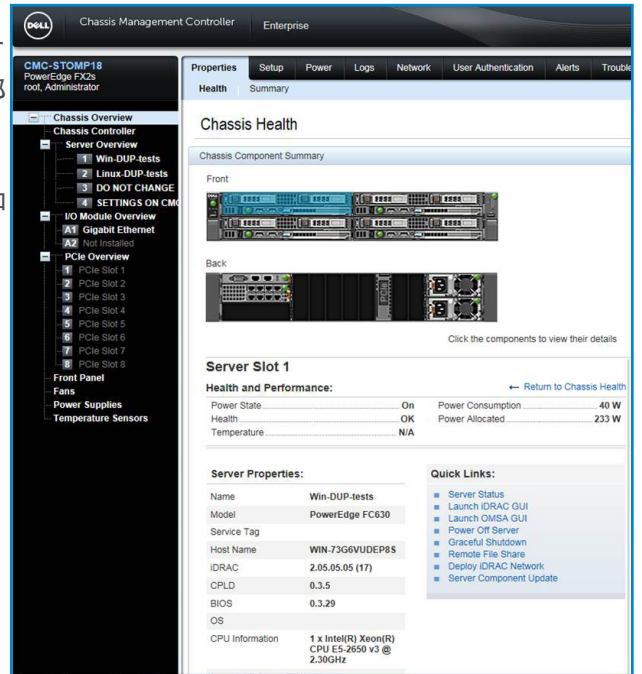 DELL
Chassis Management Controller
Enterprise
CMC-STOMP18
PowerEdge FX2s
root, Administrator
Chassis Overview
Chassis Controller
Server Overview
1 Win-DUP-tests
2 Linux-DUP-tests
3 DO NOT CHANGE
4 SETTINGS ON CMC
I/O Module Overview
A1 Gigabit Ethernet
A2 Not Installed
PCIe Overview
1 PCIe Slot 1
2 PCIe Slot 2
3 PCIe Slot 3
4 PCIe Slot 4
5 PCIe Slot 5
6 PCIe Slot 6
7 PCIe Slot 7
8 PCIe Slot 8
Front Panel
Fans
Power Supplies
Temperature Sensors
Properties Setup Power Logs Network User Authentication Alerts Trouble
Health Summary
Chassis Health
Chassis Component Summary
Front
Back
PCIe
Click the components to view their details
Server Slot 1
Health and Performance:
← Return to Chassis Health
Power State On
Health OK
Temperature N/A
Power Consumption 40 W
Power Allocated 233 W
Server Properties:
Name Win-DUP-tests
Model PowerEdge FC630
Service Tag
Host Name WIN-73G6VUDEP8S
iDRAC 2.05.05.05 (17)
CPLD 0.3.5
BIOS 0.3.29
OS
CPU Information 1 x Intel(R) Xeon(R)
CPU E5-2650 v3 @
2.30GHz
Quick Links:
Server Status
Launch iDRAC GUI
Launch OMSA GUI
Power Off Server
Graceful Shutdown
Remote File Share
Deploy iDRAC Network
Server Component Update